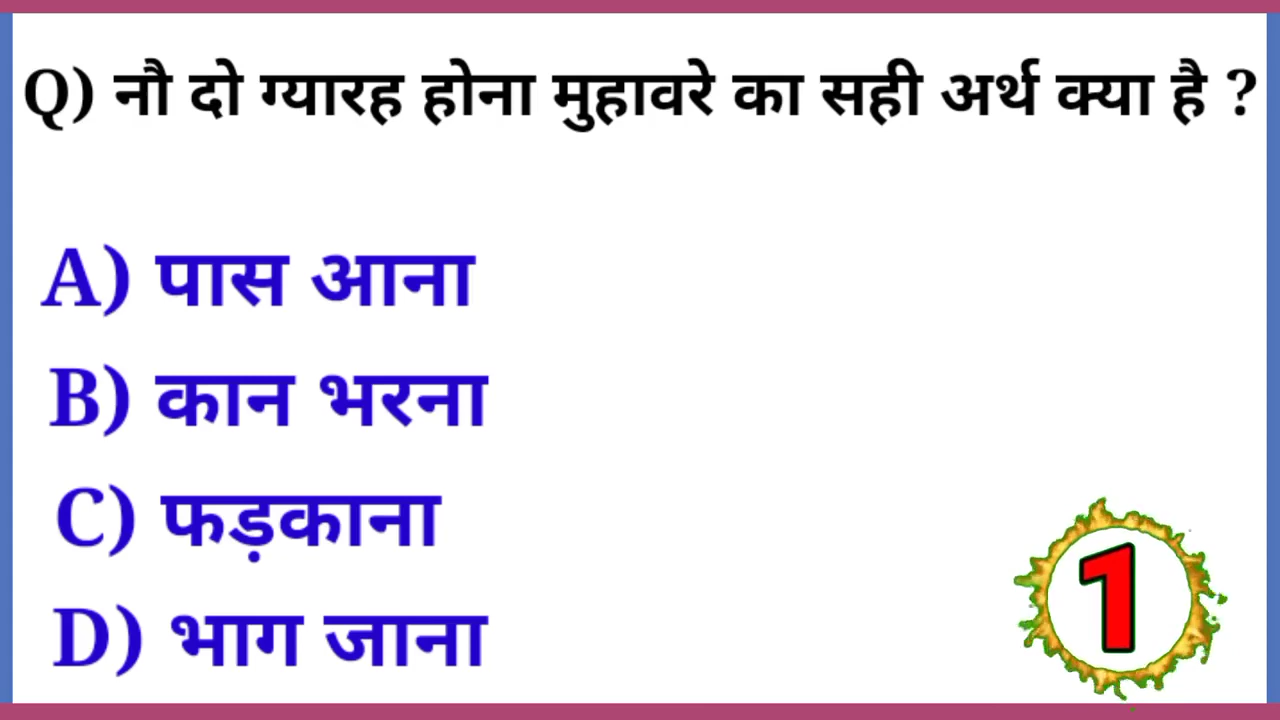 Q) नौ दो ग्यारह होना मुहावरे का सही अर्थ क्या है ?
A) पास आना
B) कान भरना
C) फड़काना
D) भाग जाना
1